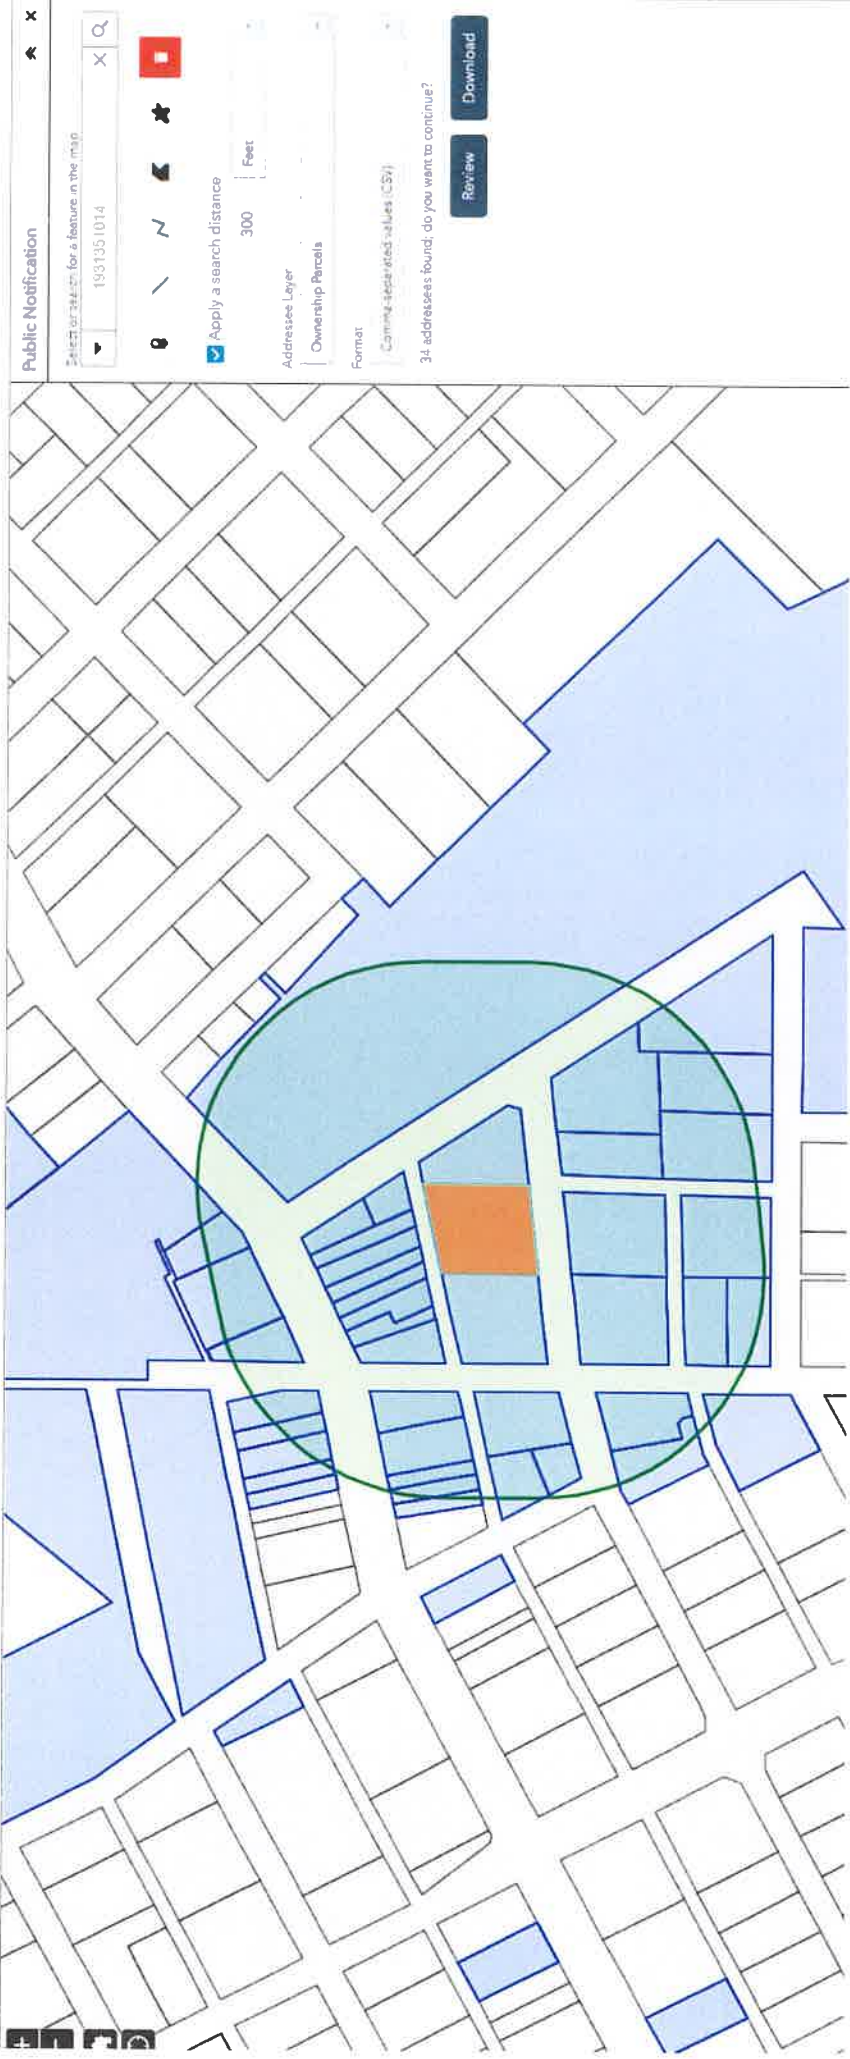 Public Notification
Select or search for a feature in the map
1931351014
Apply a search distance
300 Feet
Addressee Layer
Ownership Parcels
Format
Comma-separated values (CSV)
34 addressees found; do you want to continue?
Review Download